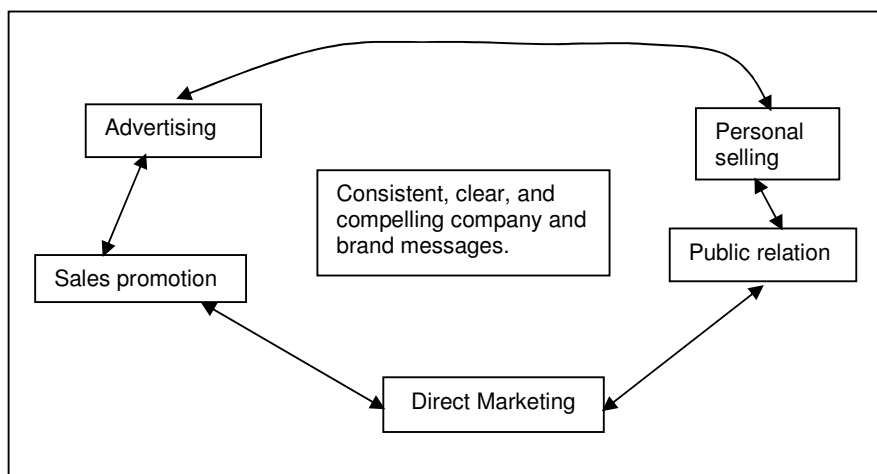 Advertising
Personal
selling
Consistent, clear, and
compelling company and
brand messages.
Public relation
Sales promotion
Direct Marketing